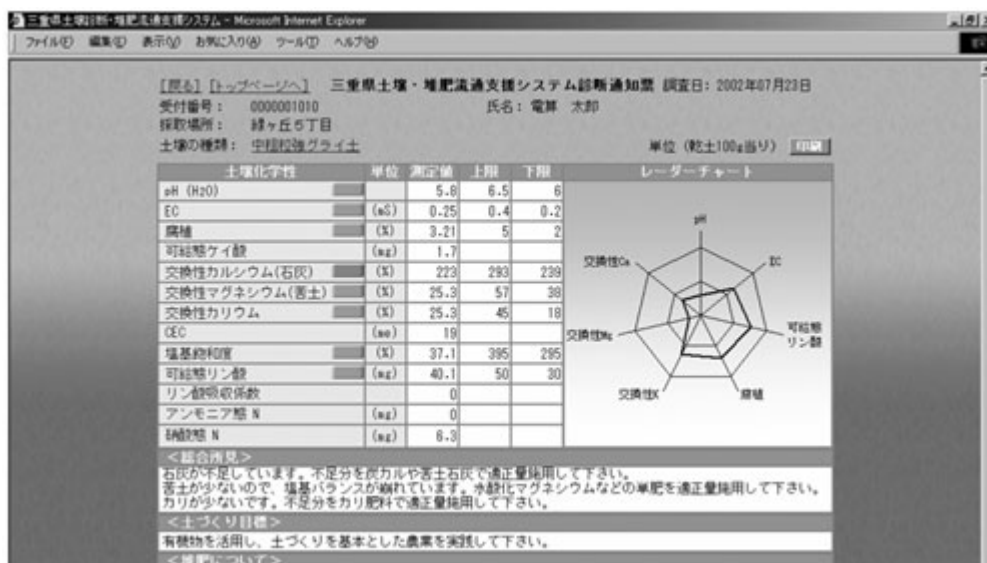 三重県土壌診断・堆肥流通支援システム - Microsoft Internet Explorer
ファイル(F) 編集(E) 表示(V) お気に入り(A) ツール(T) ヘルプ(H)
[戻る] [トップページへ] 三重県土壌・堆肥流通支援システム診断通知票 調査日: 2002年07月23日
受付番号: 0000001010 氏名: 電算 太郎
採取場所: 緑ヶ丘5丁目
土壌の種類: 中粗粒強グライ土 単位 (乾土100g当り) 印刷
土壌化学性 単位 測定値 上限 下限 レーダーチャート
pH (H2O) 5.8 6.5 6
EC (mS) 0.25 0.4 0.2
腐植 (%) 3.21 5 2
可給態ケイ酸 (mg) 1.7
交換性カルシウム(石灰) (%) 223 293 239
交換性マグネシウム(苦土) (%) 25.3 57 38
交換性カリウム (%) 25.3 45 18
CEC (me) 19
塩基飽和度 (%) 37.1 395 295
可給態リン酸 (mg) 40.1 50 30
リン酸吸収係数 0
アンモニア態 N (mg) 0
硝酸態 N (mg) 6.3
pH
EC
可給態リン酸
腐植
交換性K
交換性Mg
交換性Ca
<総合所見>
石灰が不足しています。不足分を炭カルや苦土石灰で適正量施用して下さい。
苦土が少ないので、塩基バランスが崩れています。水酸化マグネシウムなどの単肥を適正量施用して下さい。
カリが少ないです。不足分をカリ肥料で適正量施用して下さい。
<土づくり目標>
有機物を活用し、土づくりを基本とした農業を実践して下さい。
<堆肥について>